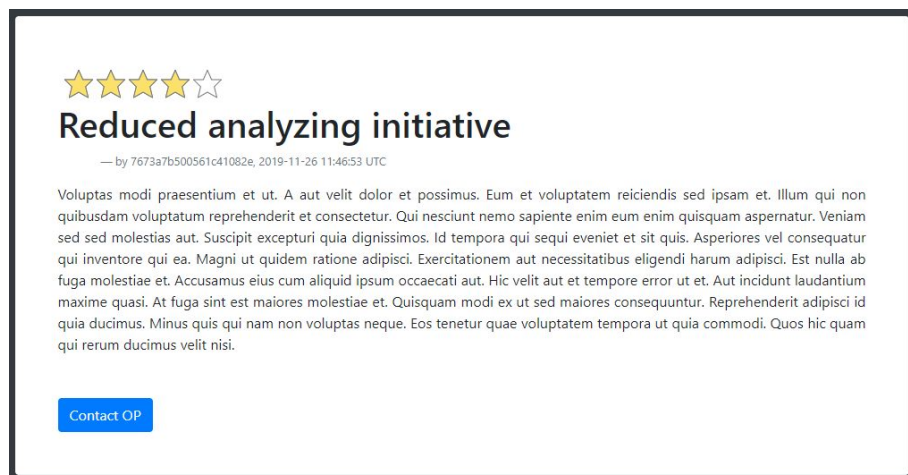 Reduced analyzing initiative
— by 7673a7b500561c41082e, 2019-11-26 11:46:53 UTC
Voluptas modi praesentium et ut. A aut velit dolor et possimus. Eum et voluptatem reiciendis sed ipsam et. Illum qui non
quibusdam voluptatum reprehenderit et consectetur. Qui nesciunt nemo sapiente enim eum enim quisquam aspernatur. Veniam
sed sed molestias aut. Suscipit excepturi quia dignissimos. Id tempora qui sequi eveniet et sit quis. Asperiores vel consequatur
qui inventore qui ea. Magni ut quidem ratione adipisci. Exercitationem aut necessitatibus eligendi harum adipisci. Est nulla ab
fuga molestiae et. Accusamus eius cum aliquid ipsum occaecati aut. Hic velit aut et tempore error ut et. Aut incidunt laudantium
maxime quasi. At fuga sint est maiores molestiae et. Quisquam modi ex ut sed maiores consequuntur. Reprehenderit adipisci id
quia ducimus. Minus quis qui nam non voluptas neque. Eos tenetur quae voluptatem tempora ut quia commodi. Quos hic quam
qui rerum ducimus velit nisi.
Contact OP